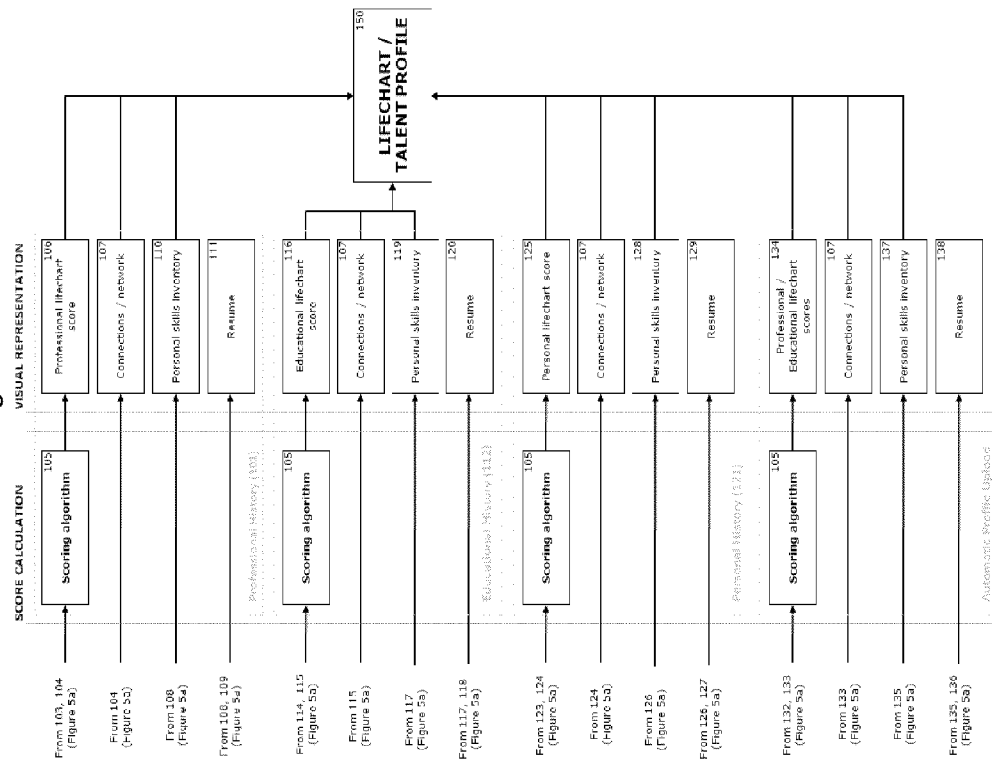 SCORE CALCULATION
VISUAL REPRESENTATION
From 103, 104
(Figure 5a)
105
Scoring algorithm
106
Professional lifechart
score
From 104
(Figure 5a)
107
Connections / network
From 108
(Figure 5a)
110
Personal skills inventory
From 108, 109
(Figure 5a)
111
Resume
Professional History (101)
150
LIFECHART /
TALENT PROFILE
From 114, 115
(Figure 5a)
105
Scoring algorithm
116
Educational lifechart
score
From 115
(Figure 5a)
107
Connections / network
From 117
(Figure 5a)
119
Personal skills inventory
From 117, 118
(Figure 5a)
120
Resume
Educational History (112)
From 123, 124
(Figure 5a)
105
Scoring algorithm
125
Personal lifechart score
From 124
(Figure 5a)
107
Connections / network
From 126
(Figure 5a)
128
Personal skills inventory
From 126, 127
(Figure 5a)
129
Resume
Personal History (121)
From 132, 133
(Figure 5a)
105
Scoring algorithm
134
Professional /
Educational lifechart
scores
From 133
(Figure 5a)
107
Connections / network
From 135
(Figure 5a)
137
Personal skills inventory
From 135, 136
(Figure 5a)
138
Resume
Automatic Profile Upload